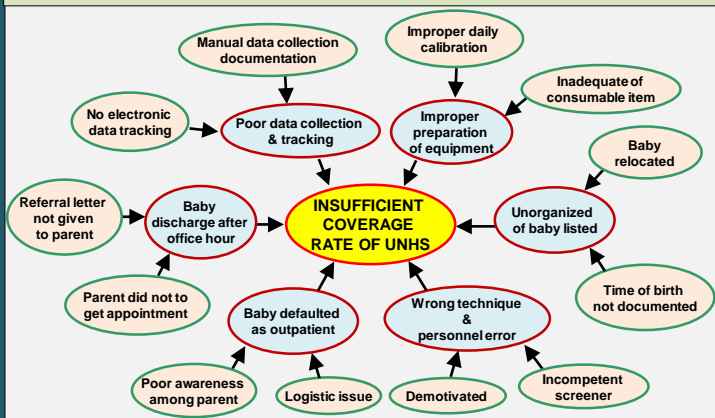 Manual data collection
documentation
Improper daily
calibration
Inadequate of
consumable item
No electronic
data tracking
Poor data collection
& tracking
Improper
preparation
of equipment
Baby
relocated
Referral letter
not given
to parent
Baby
discharge after
office hour
INSUFFICIENT
COVERAGE
RATE OF UNHS
Unorganized
of baby listed
Parent did not to
get appointment
Baby defaulted
as outpatient
Wrong technique
&
personnel error
Time of birth
not documented
Poor awareness
among parent
Logistic issue
Demotivated
Incompetent
screener